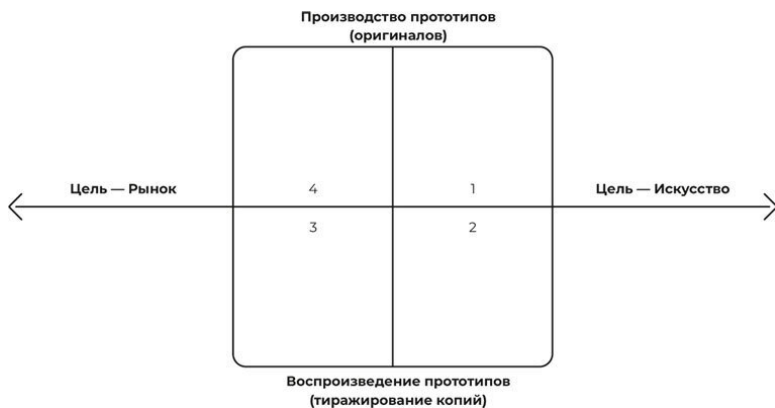 Производство прототипов
(оригиналов)
Цель — Рынок
4
1
Цель — Искусство
3
2
Воспроизведение прототипов
(тиражирование копий)